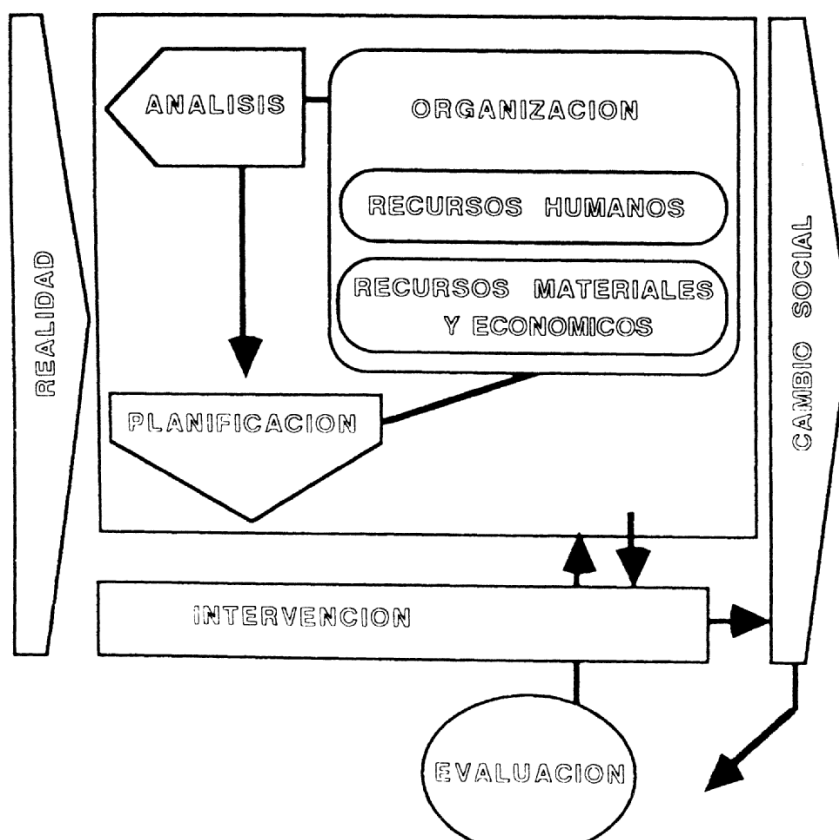 ANALISIS
ORGANIZACION
RECURSOS HUMANOS
RECURSOS MATERIALES
Y ECONOMICOS
PLANIFICACION
REALIDAD
CAMBIO SOCIAL
INTERVENCION
EVALUACION